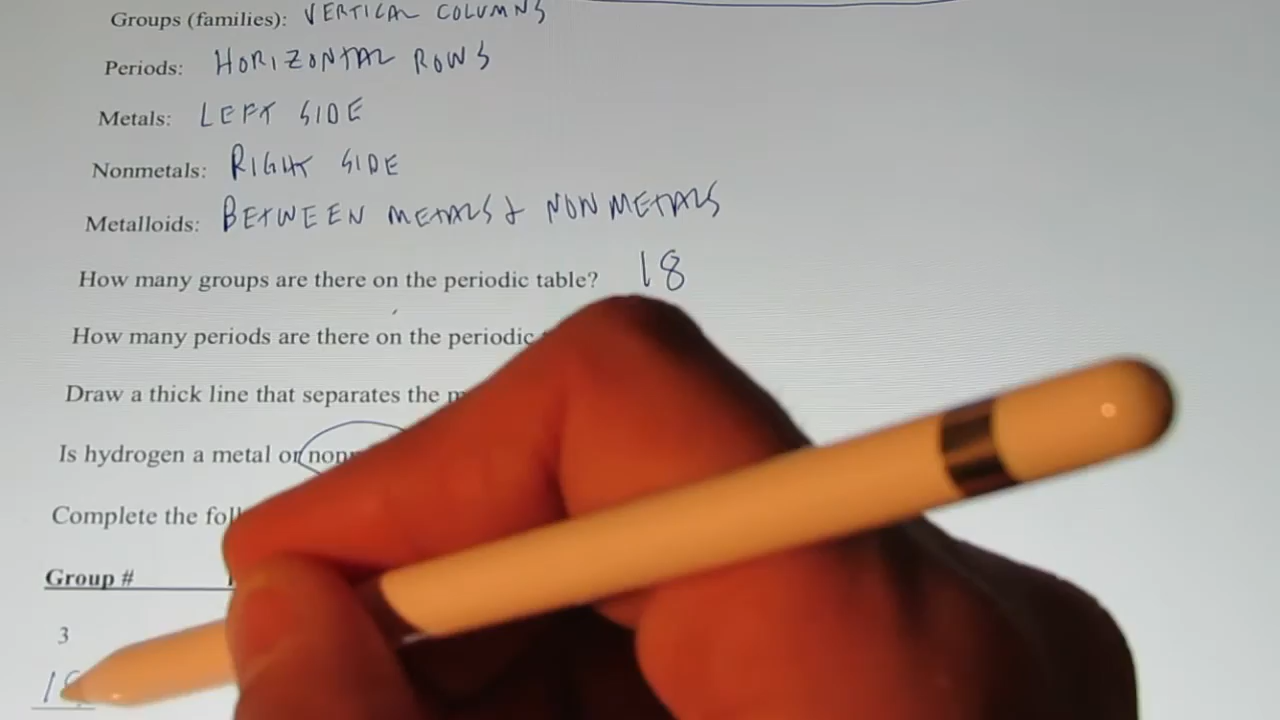 Groups (families): VERTICAL COLUMNS
Periods: HORIZONTAL ROWS
Metals: LEFT SIDE
Nonmetals: RIGHT SIDE
Metalloids: BETWEEN METALS & NONMETALS
How many groups are there on the periodic table? 18
How many periods are there on the periodic
Draw a thick line that separates the
Is hydrogen a metal or
Complete the
Group #
3